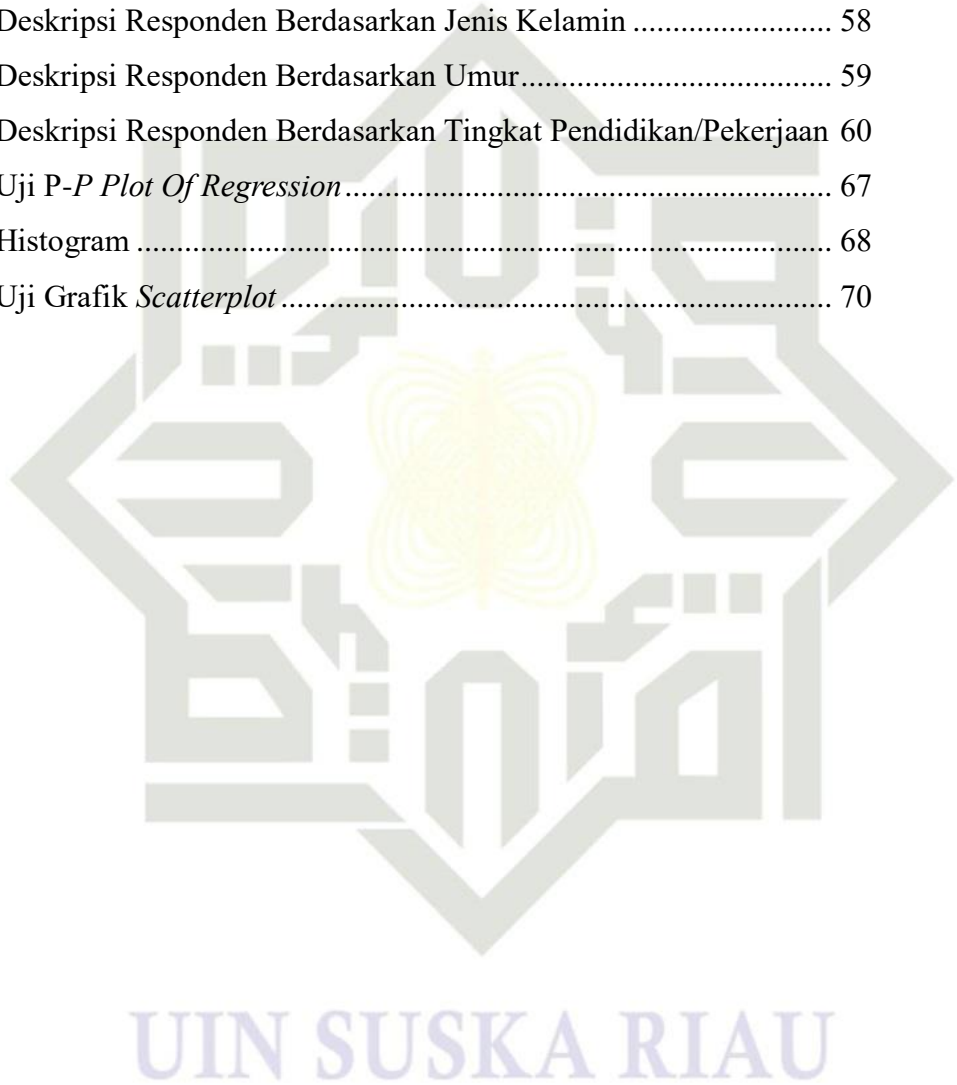 Deskripsi Responden Berdasarkan Jenis Kelamin ........................ 58
Deskripsi Responden Berdasarkan Umur...................................... 59
Deskripsi Responden Berdasarkan Tingkat Pendidikan/Pekerjaan 60
Uji P-P Plot Of Regression............................................................ 67
Histogram ..................................................................................... 68
Uji Grafik Scatterplot.................................................................... 70
UIN SUSKA RIAU